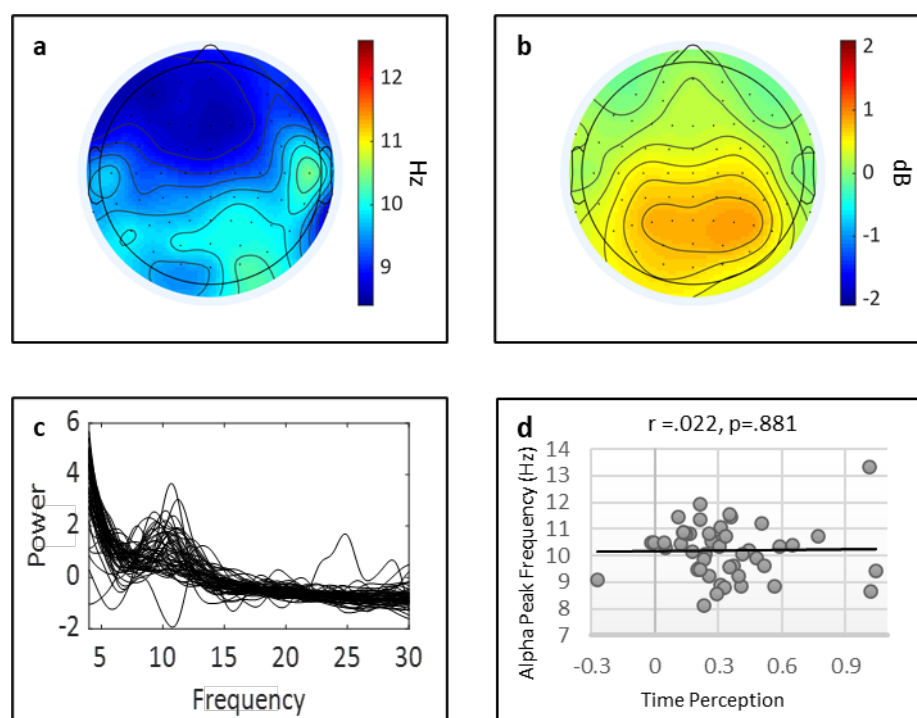 a
12
11
10
9
Hz
b
2
1
0
-1
-2
dB
c
6
4
2
0
-2
Power
5 10 15 20 25 30
Frequency
d
r =.022, p=.881
14
13
12
11
10
9
8
7
Alpha Peak Frequency (Hz)
-0.3 0 0.3 0.6 0.9
Time Perception